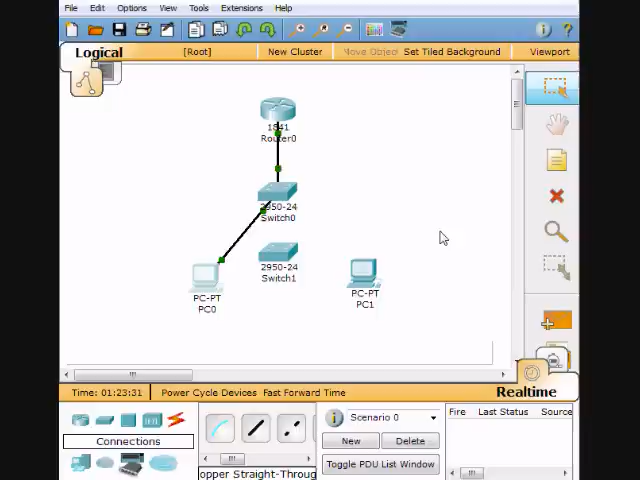 File Edit Options View Tools Extensions Help
Logical [Root] New Cluster Move Object Set Tiled Background Viewport
1841
Router0
2950-24
Switch0
2950-24
Switch1
PC-PT
PC0
PC-PT
PC1
Time: 01:23:31 Power Cycle Devices Fast Forward Time Realtime
Scenario 0
Fire Last Status Source
Connections
New Delete
Toggle PDU List Window
opper Straight-Throug